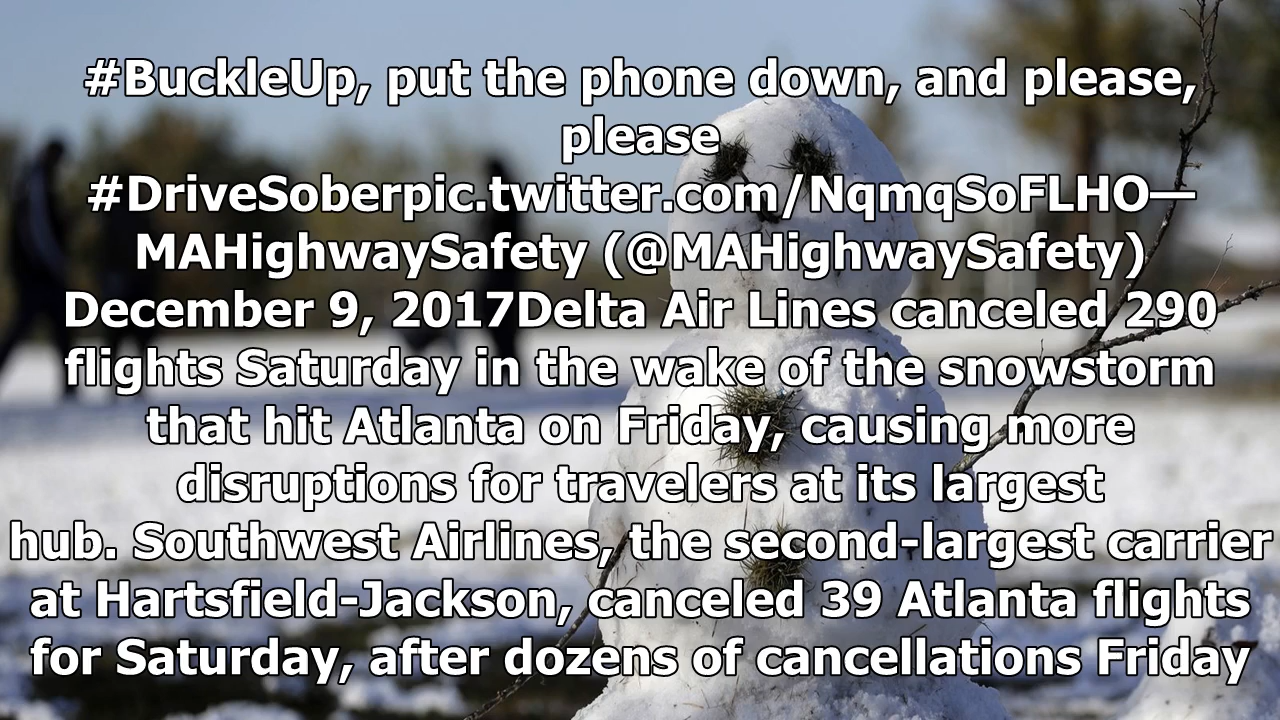 #BuckleUp, put the phone down, and please,
please
#DriveSoberpic.twitter.com/NqmqSoFLHO—
MAHighwaySafety (@MAHighwaySafety)
December 9, 2017Delta Air Lines canceled 290
flights Saturday in the wake of the snowstorm
that hit Atlanta on Friday, causing more
disruptions for travelers at its largest
hub. Southwest Airlines, the second-largest carrier
at Hartsfield-Jackson, canceled 39 Atlanta flights
for Saturday, after dozens of cancellations Friday